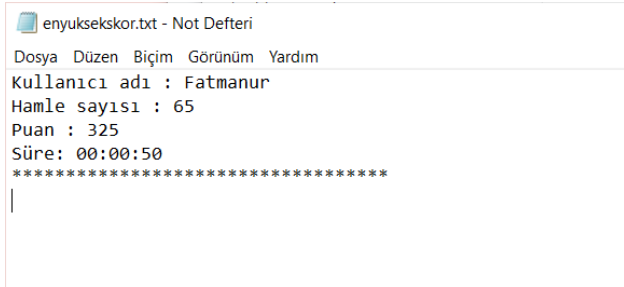 enyuksekskor.txt - Not Defteri
Dosya Düzen Biçim Görünüm Yardım
Kullanıcı adı : Fatmanur
Hamle sayısı : 65
Puan : 325
Süre: 00:00:50
***********************************